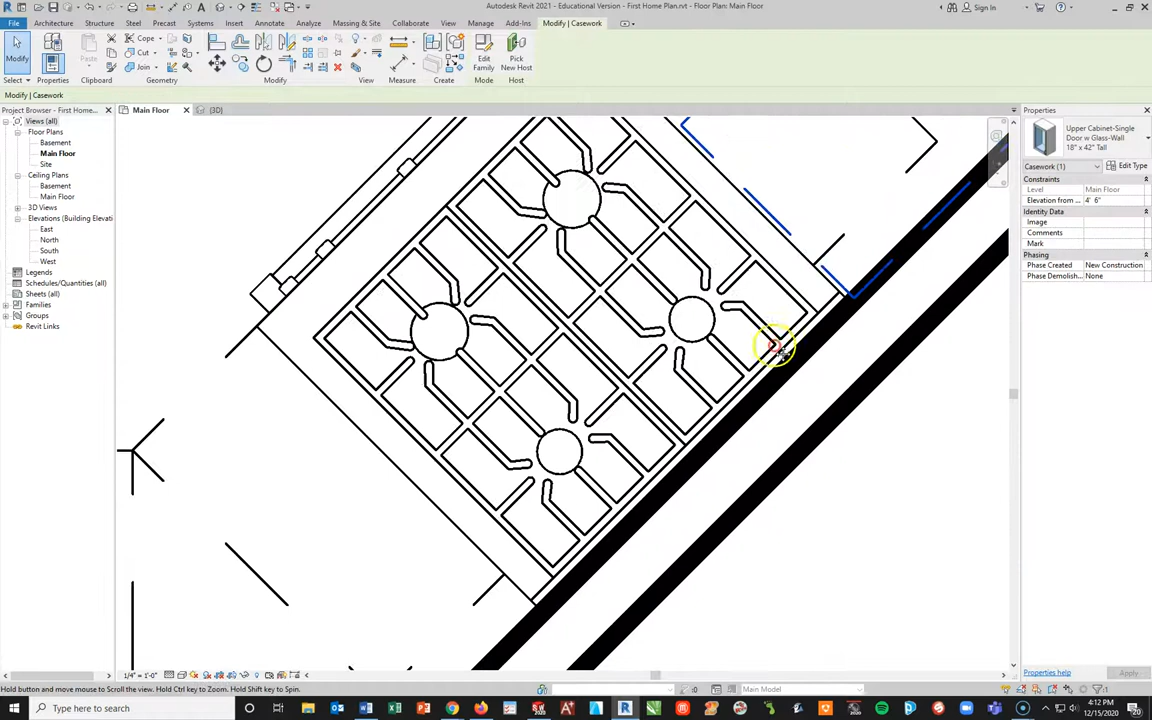 Autodesk Revit 2021 - Educational Version - First Home Plan.rvt - Floor Plan: Main Floor
Sign In
File Architecture Structure Steel Precast Systems Insert Annotate Analyze Massing & Site Collaborate View Manage Add-Ins Modify | Casework
Modify Properties Paste Cope Cut Join Edit Family Pick New Host
Select Properties Clipboard Geometry Modify View Measure Create Mode Host
Modify | Casework
Project Browser - First Home...
Main Floor
{3D}
Properties
Views (all)
Floor Plans
Basement
Main Floor
Site
Ceiling Plans
Basement
Main Floor
3D Views
Elevations (Building Elevati
East
North
South
West
Legends
Schedules/Quantities (all)
Sheets (all)
Families
Groups
Revit Links
Upper Cabinet-Single
Door w Glass-Wall
18" x 42" Tall
Casework (1)
Edit Type
Constraints
Level Main Floor
Elevation from ... 4' 6"
Identity Data
Image
Comments
Mark
Phasing
Phase Created New Construction
Phase Demolish... None
Properties help
Apply
1/4" = 1'-0"
Hold button and move mouse to Scroll the view. Hold Ctrl key to Zoom. Hold Shift key to Spin.
:0
Main Model
:1
Type here to search
4:12 PM
12/15/2020